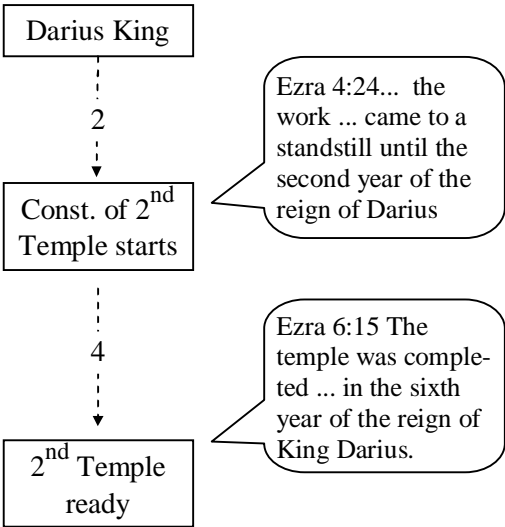 Darius King
2
Ezra 4:24... the
work ... came to a
standstill until the
second year of the
reign of Darius
Const. of 2nd
Temple starts
4
Ezra 6:15 The
temple was comple-
ted ... in the sixth
year of the reign of
King Darius.
2nd Temple
ready